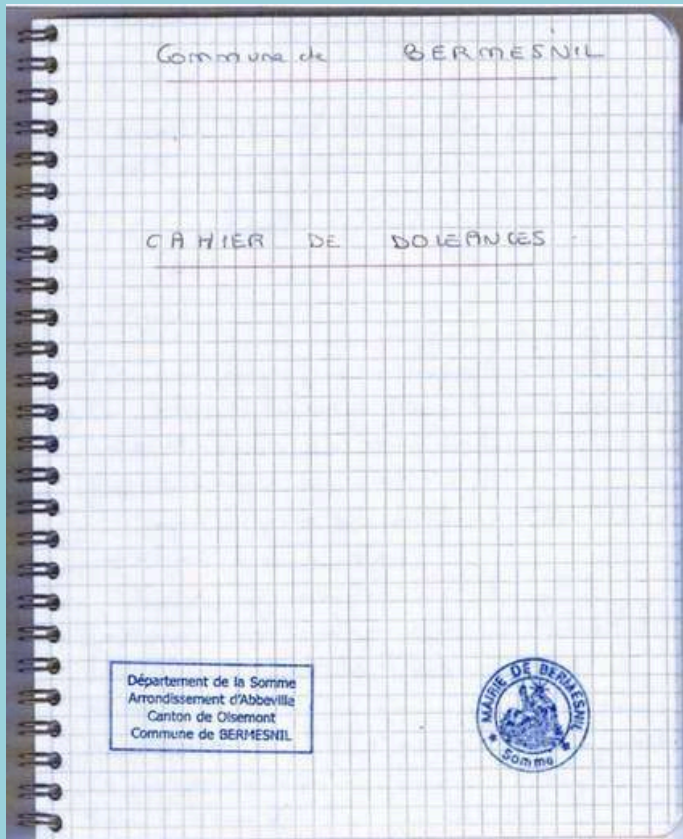 Commune de BERMESNIL
CAHIER DE DOLEANCES
Département de la Somme
Arrondissement d'Abbeville
Canton de Oisemont
Commune de BERMESNIL
MAIRIE DE BERMESNIL
Somme